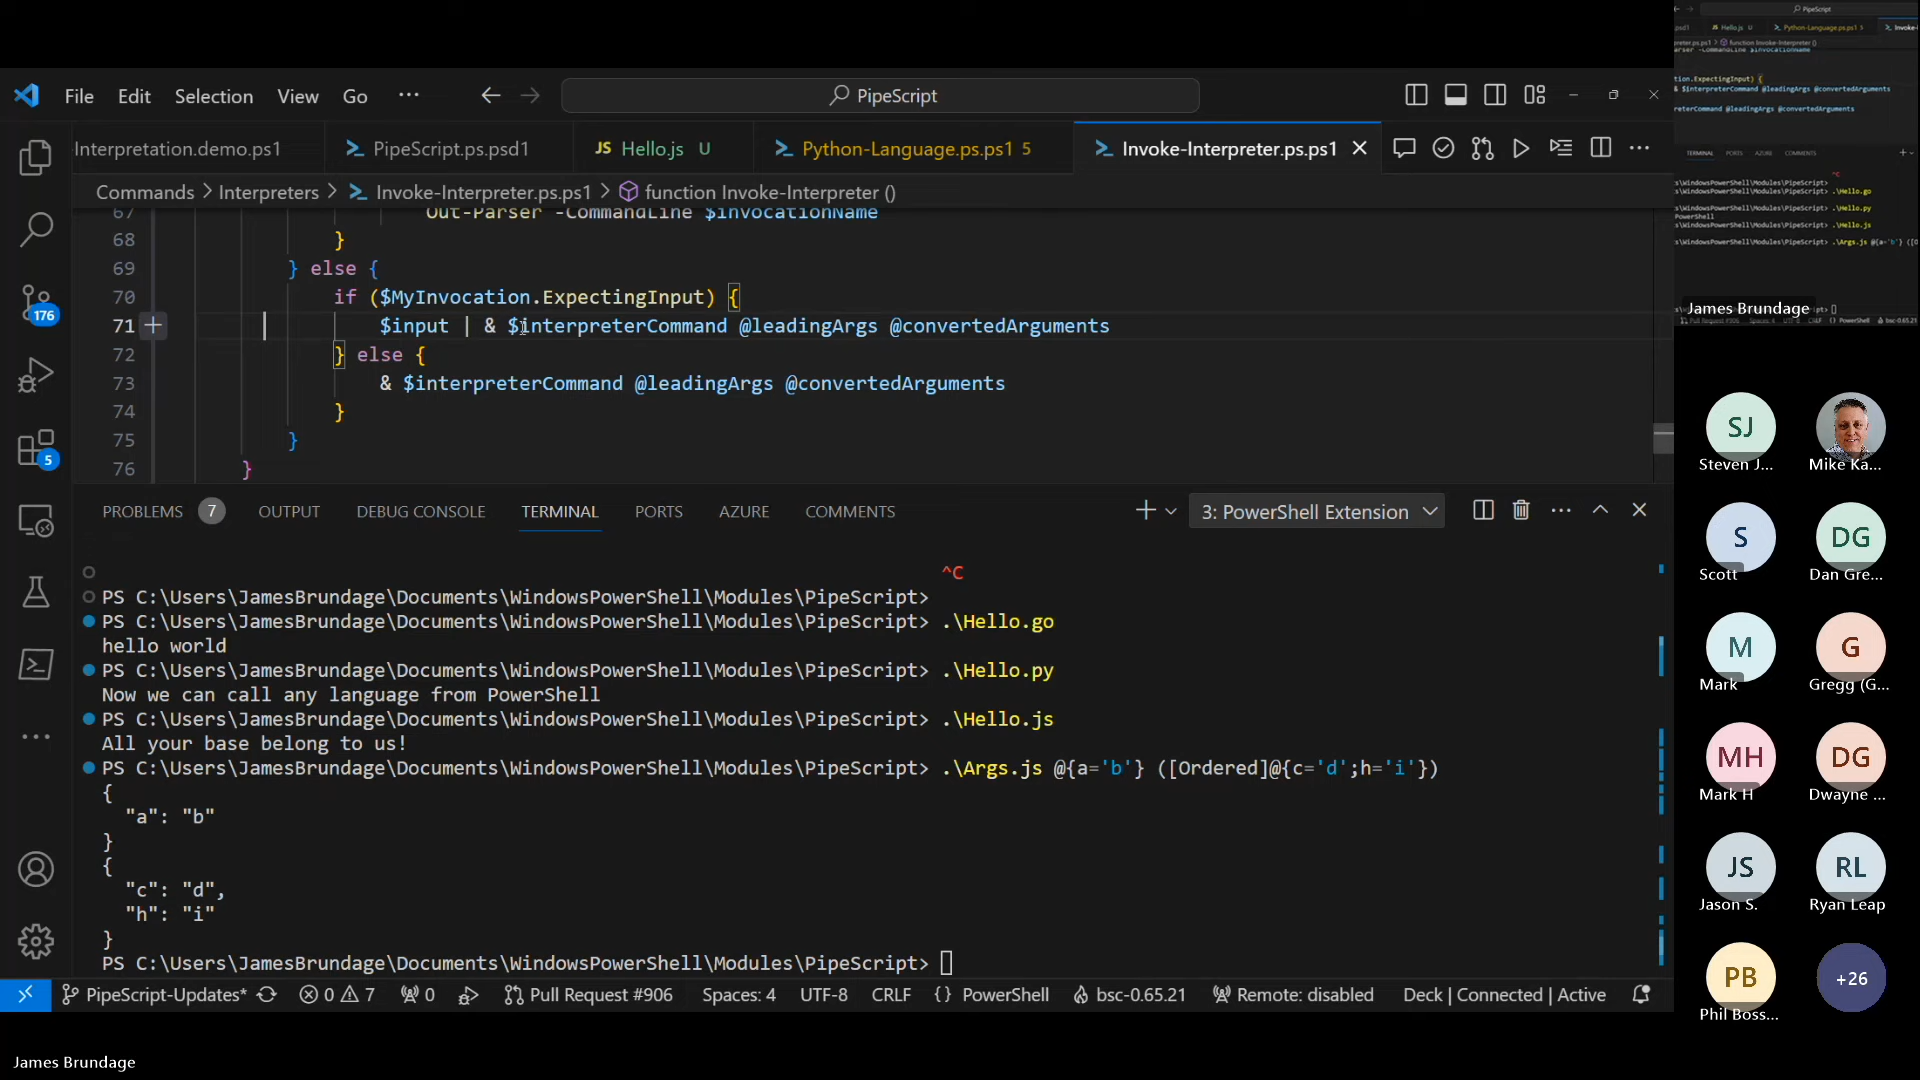 File Edit Selection View Go ··· PipeScript
Interpretation.demo.ps1 PipeScript.ps.psd1 JS Hello.js U Python-Language.ps.ps1 5 Invoke-Interpreter.ps.ps1
Commands > Interpreters > Invoke-Interpreter.ps.ps1 > function Invoke-Interpreter ()
67 Out-Parser -CommandLine $invocationName
68 }
69 } else {
70 if ($MyInvocation.ExpectingInput) {
71 $input | & $interpreterCommand @leadingArgs @convertedArguments
72 } else {
73 & $interpreterCommand @leadingArgs @convertedArguments
74 }
75 }
76 }
176
5
PROBLEMS 7 OUTPUT DEBUG CONSOLE TERMINAL PORTS AZURE COMMENTS 3: PowerShell Extension
^C
PS C:\Users\JamesBrundage\Documents\WindowsPowerShell\Modules\PipeScript>
PS C:\Users\JamesBrundage\Documents\WindowsPowerShell\Modules\PipeScript> .\Hello.go
hello world
PS C:\Users\JamesBrundage\Documents\WindowsPowerShell\Modules\PipeScript> .\Hello.py
Now we can call any language from PowerShell
PS C:\Users\JamesBrundage\Documents\WindowsPowerShell\Modules\PipeScript> .\Hello.js
All your base belong to us!
PS C:\Users\JamesBrundage\Documents\WindowsPowerShell\Modules\PipeScript> .\Args.js @{a='b'} ([Ordered]@{c='d';h='i'})
{
"a": "b"
}
{
"c": "d",
"h": "i"
}
PS C:\Users\JamesBrundage\Documents\WindowsPowerShell\Modules\PipeScript>
PipeScript-Updates* 0 7 0 Pull Request #906 Spaces: 4 UTF-8 CRLF {} PowerShell bsc-0.65.21 Remote: disabled Deck | Connected | Active
James Brundage
James Brundage
SJ
Steven J... Mike Ka...
S DG
Scott Dan Gre...
M G
Mark Gregg (G...
MH DG
Mark H Dwayne ...
JS RL
Jason S. Ryan Leap
PB +26
Phil Boss...